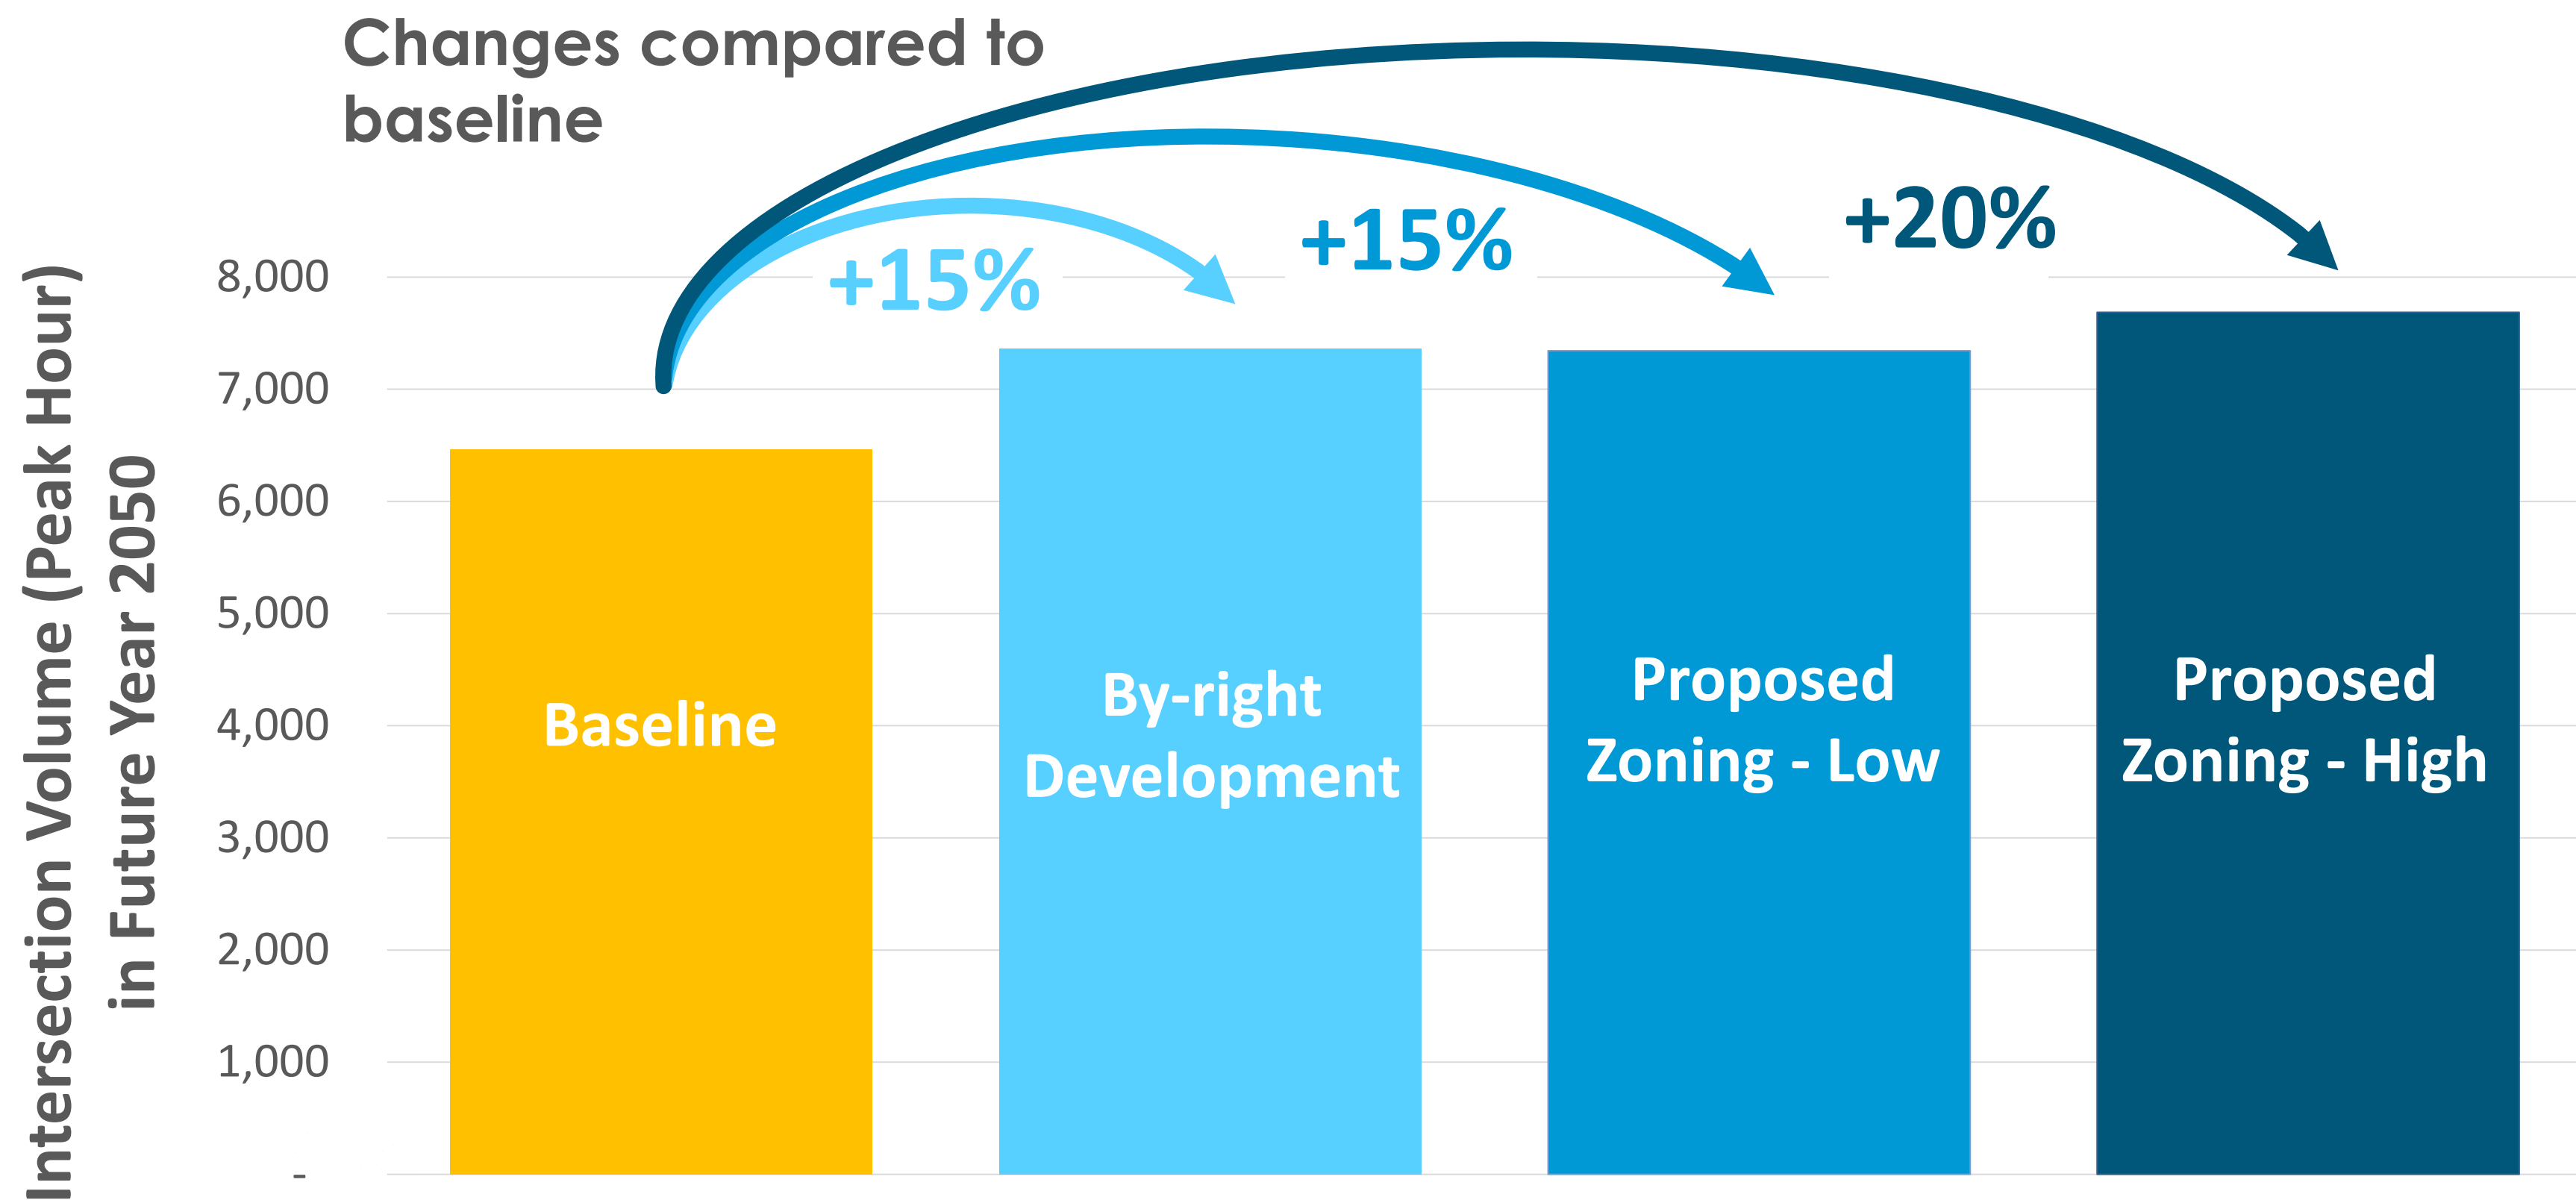 Changes compared to
baseline
+15%
+15%
+20%
Intersection Volume (Peak Hour)
in Future Year 2050
8,000
7,000
6,000
5,000
4,000
3,000
2,000
1,000
-
Baseline
By-right
Development
Proposed
Zoning - Low
Proposed
Zoning - High